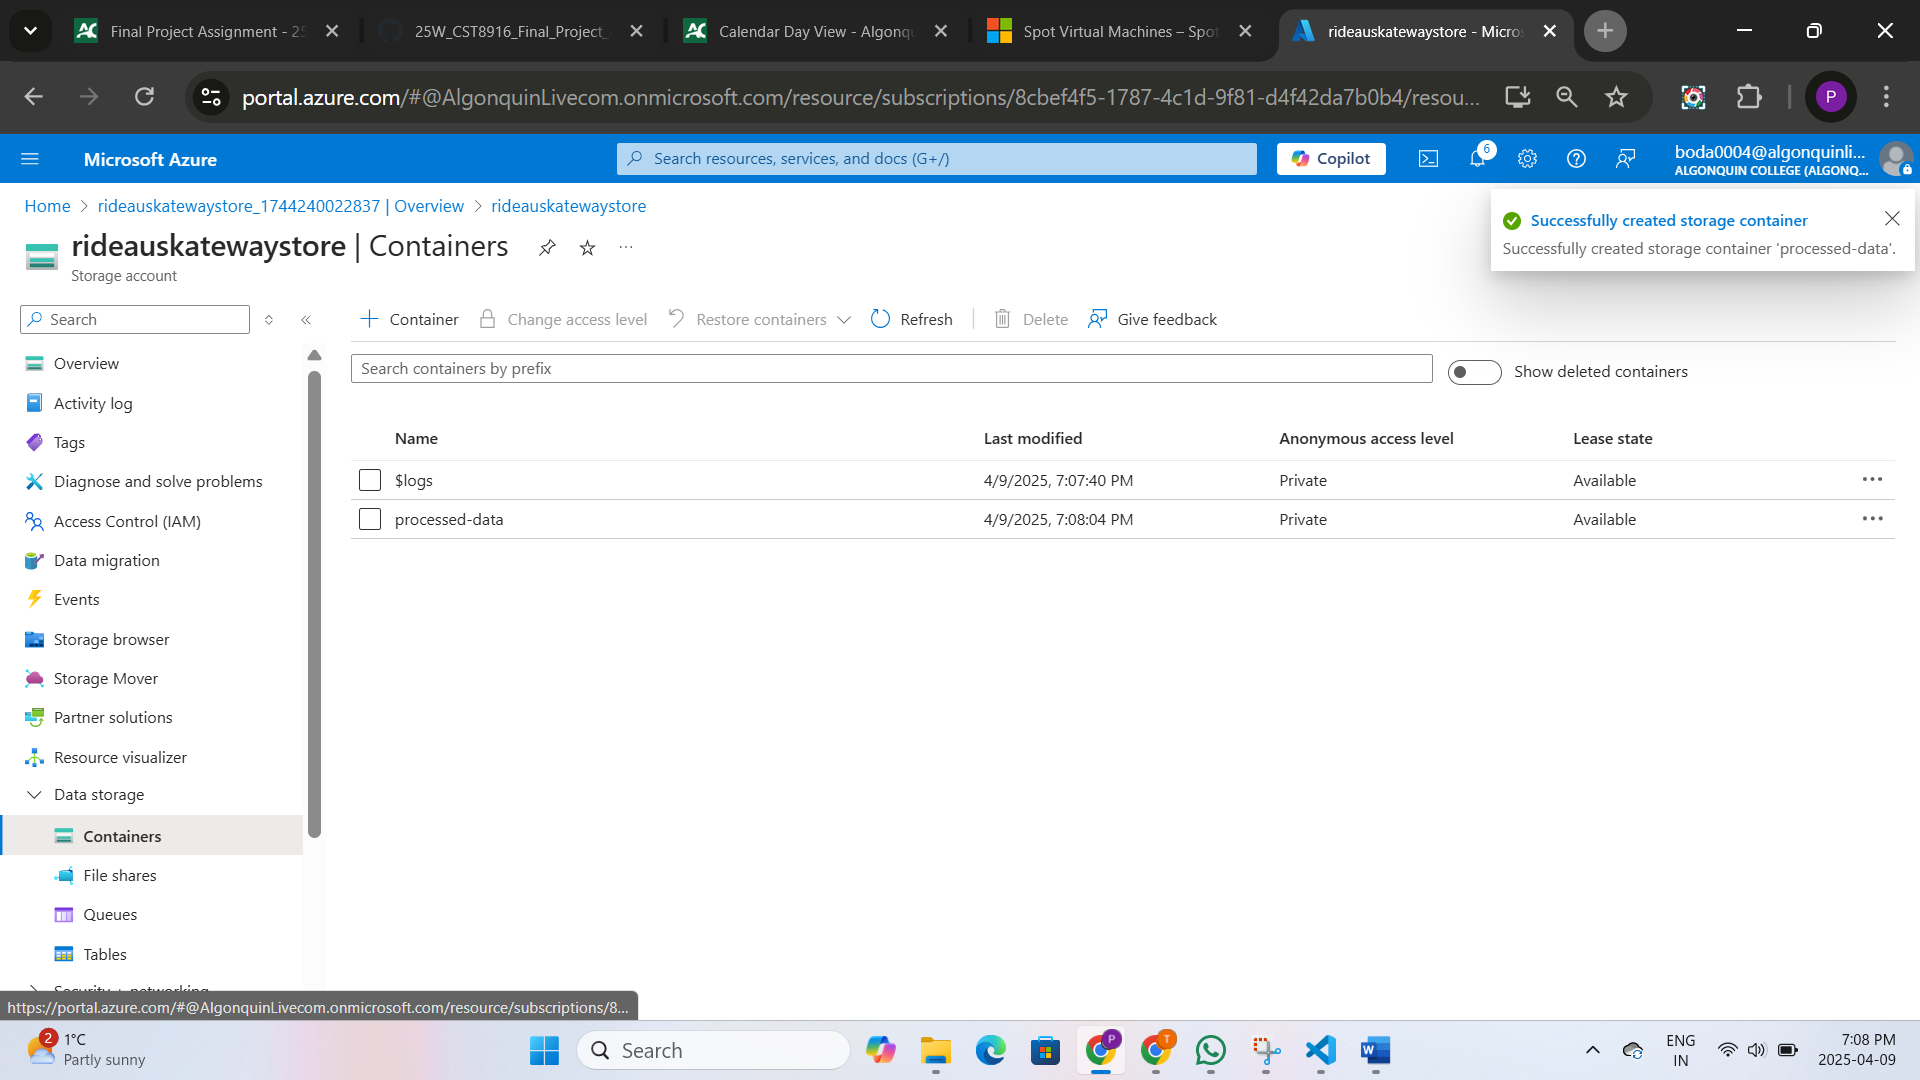 Final Project Assignment - 25
25W_CST8916_Final_Project_
Calendar Day View - Algonqu
Spot Virtual Machines – Spot
rideauskatewaystore - Micros
portal.azure.com/#@AlgonquinLivecom.onmicrosoft.com/resource/subscriptions/8cbef4f5-1787-4c1d-9f81-d4f42da7b0b4/resou...
P
Microsoft Azure
Search resources, services, and docs (G+/)
Copilot
6
boda0004@algonquinli...
ALGONQUIN COLLEGE (ALGONQ...
Home > rideauskatewaystore_1744240022837 | Overview > rideauskatewaystore
rideauskatewaystore | Containers
Storage account
Successfully created storage container
Successfully created storage container 'processed-data'.
Search
Container
Change access level
Restore containers
Refresh
Delete
Give feedback
Search containers by prefix
Show deleted containers
Overview
Activity log
Tags
Diagnose and solve problems
Access Control (IAM)
Data migration
Events
Storage browser
Storage Mover
Partner solutions
Resource visualizer
Data storage
Containers
File shares
Queues
Tables
Security + networking
Name Last modified Anonymous access level Lease state
$logs 4/9/2025, 7:07:40 PM Private Available
processed-data 4/9/2025, 7:08:04 PM Private Available
https://portal.azure.com/#@AlgonquinLivecom.onmicrosoft.com/resource/subscriptions/8...
2
1°C
Partly sunny
Search
P
T
ENG
IN
7:08 PM
2025-04-09